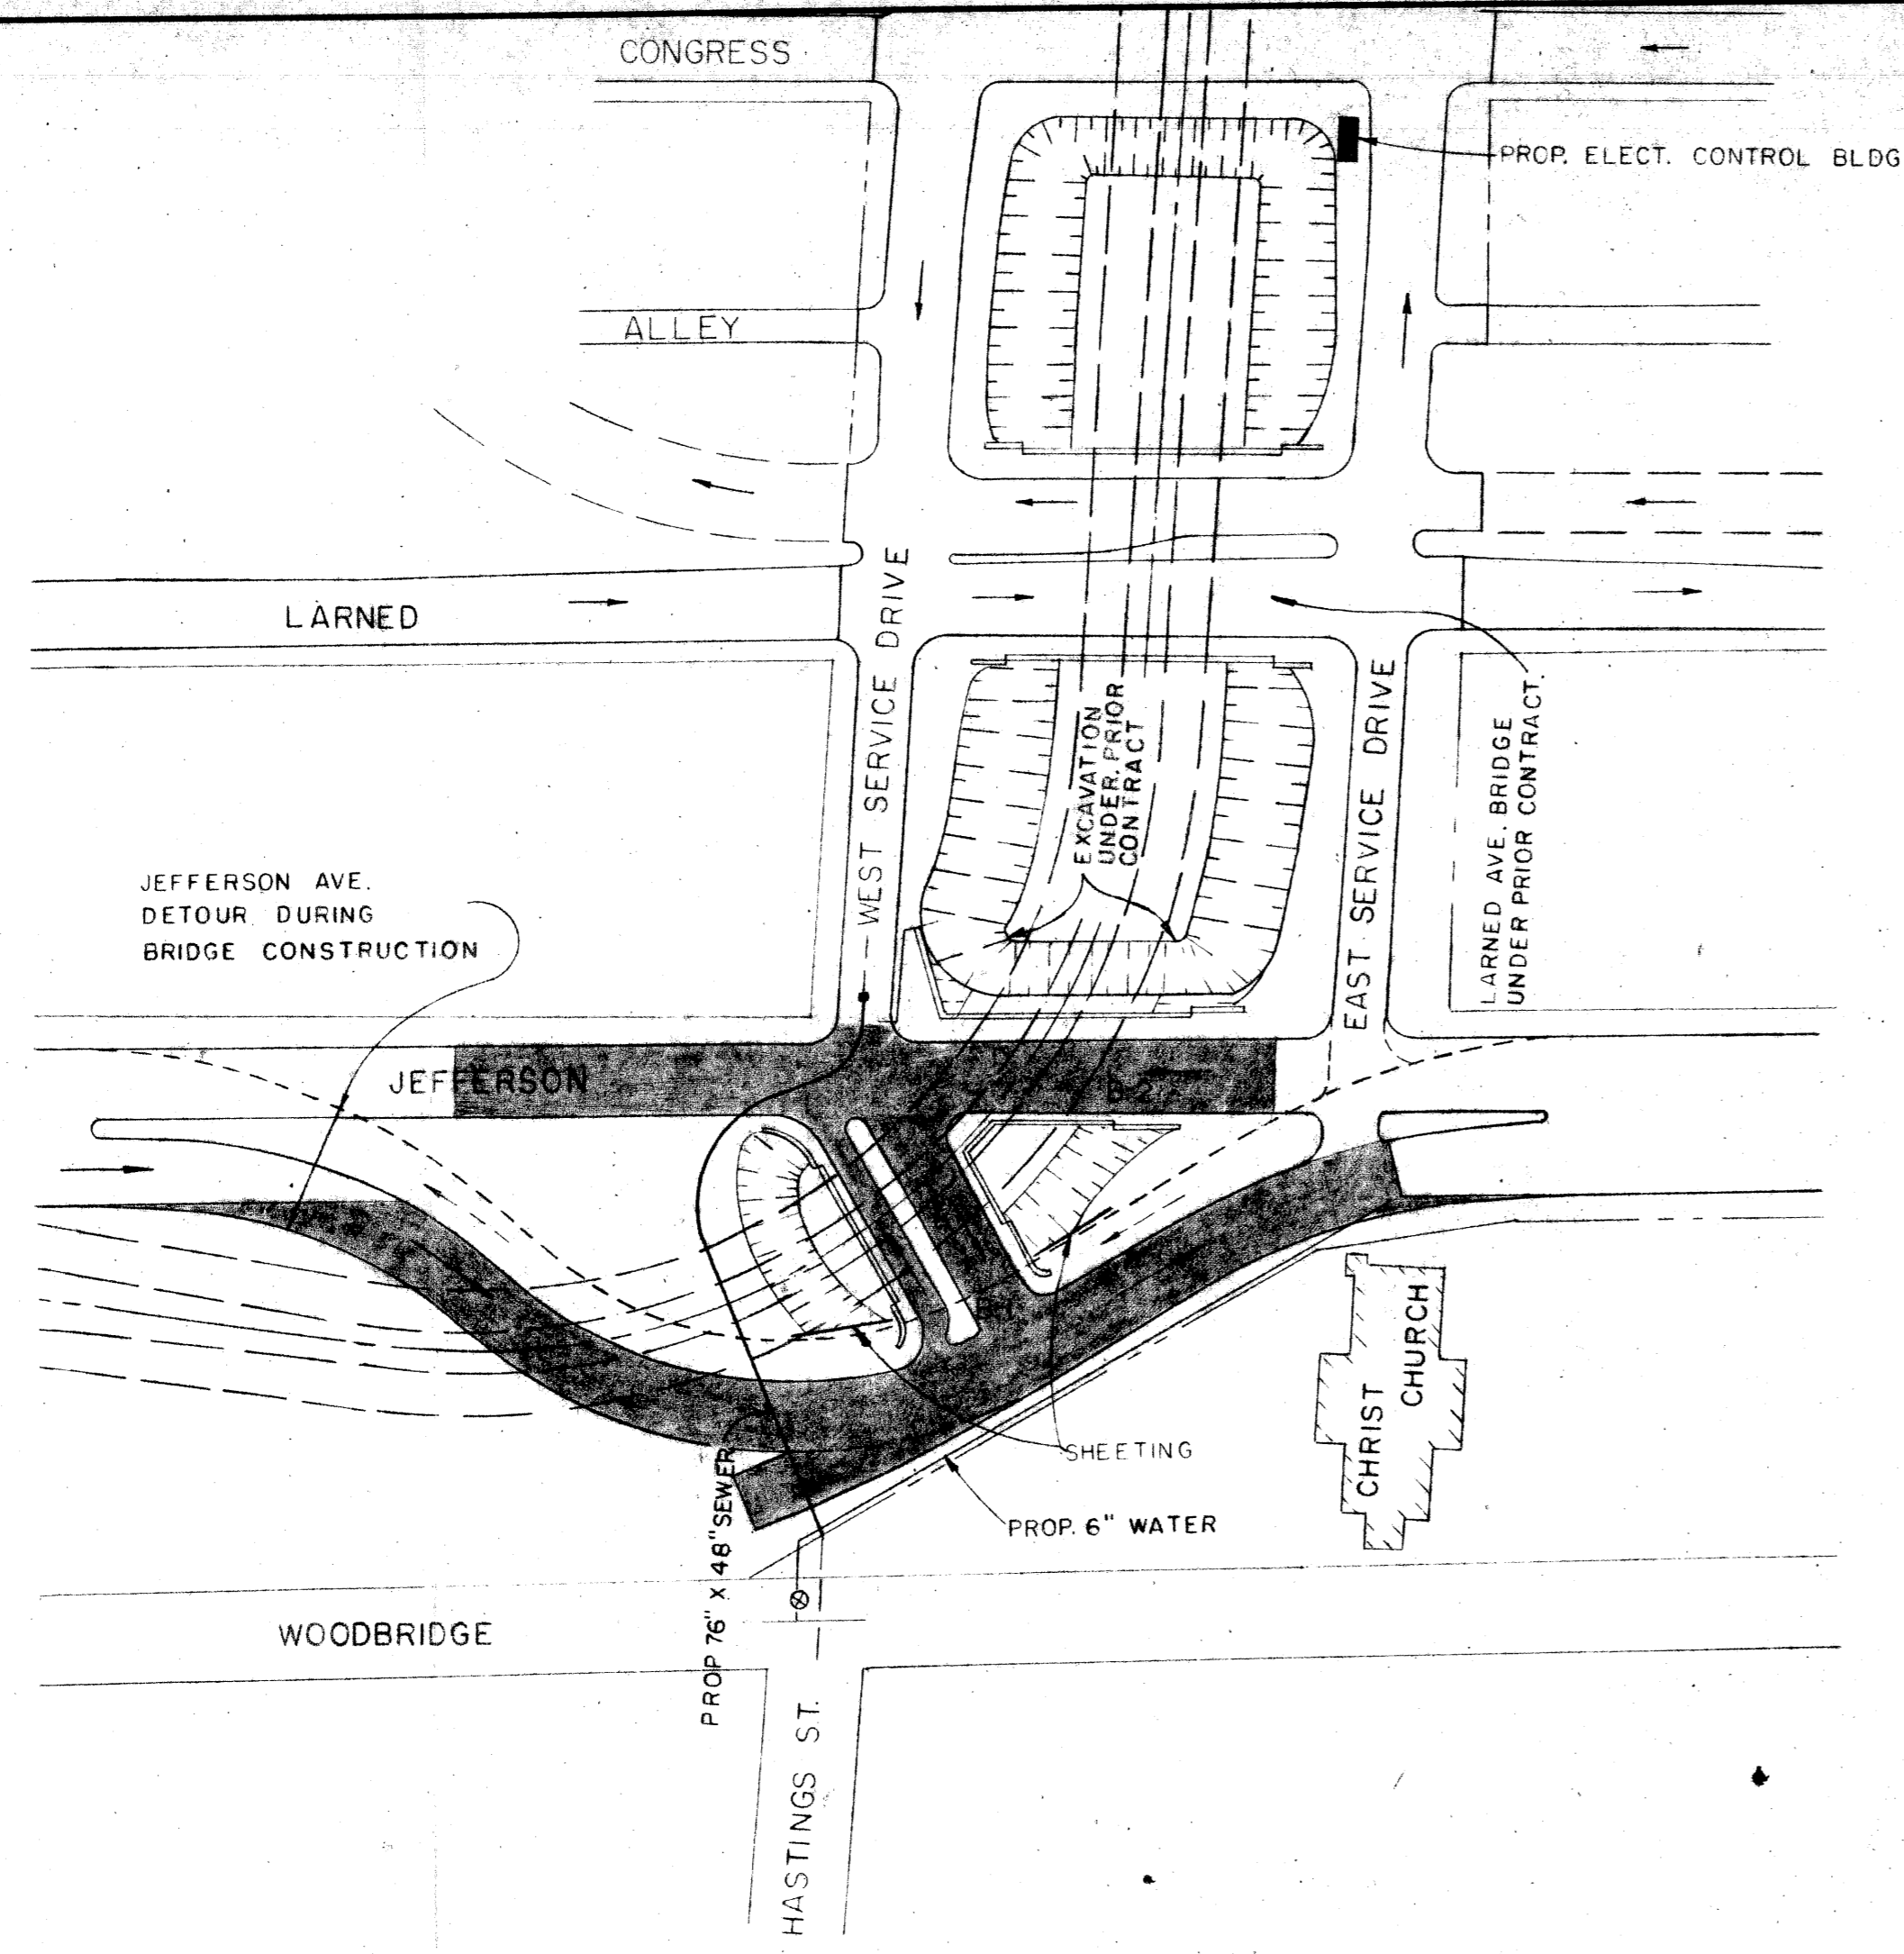 CONGRESS
PROP. ELECT. CONTROL BLDG
ALLEY
LARNED
WEST SERVICE DRIVE
EAST SERVICE DRIVE
EXCAVATION
UNDER PRIOR
CONTRACT
LARNED AVE. BRIDGE
UNDER PRIOR CONTRACT.
JEFFERSON AVE.
DETOUR DURING
BRIDGE CONSTRUCTION
JEFFERSON
B-2
SHEETING
PROP. 6" WATER
PROP 76" X 48" SEWER
CHRIST
CHURCH
WOODBRIDGE
HASTINGS ST.